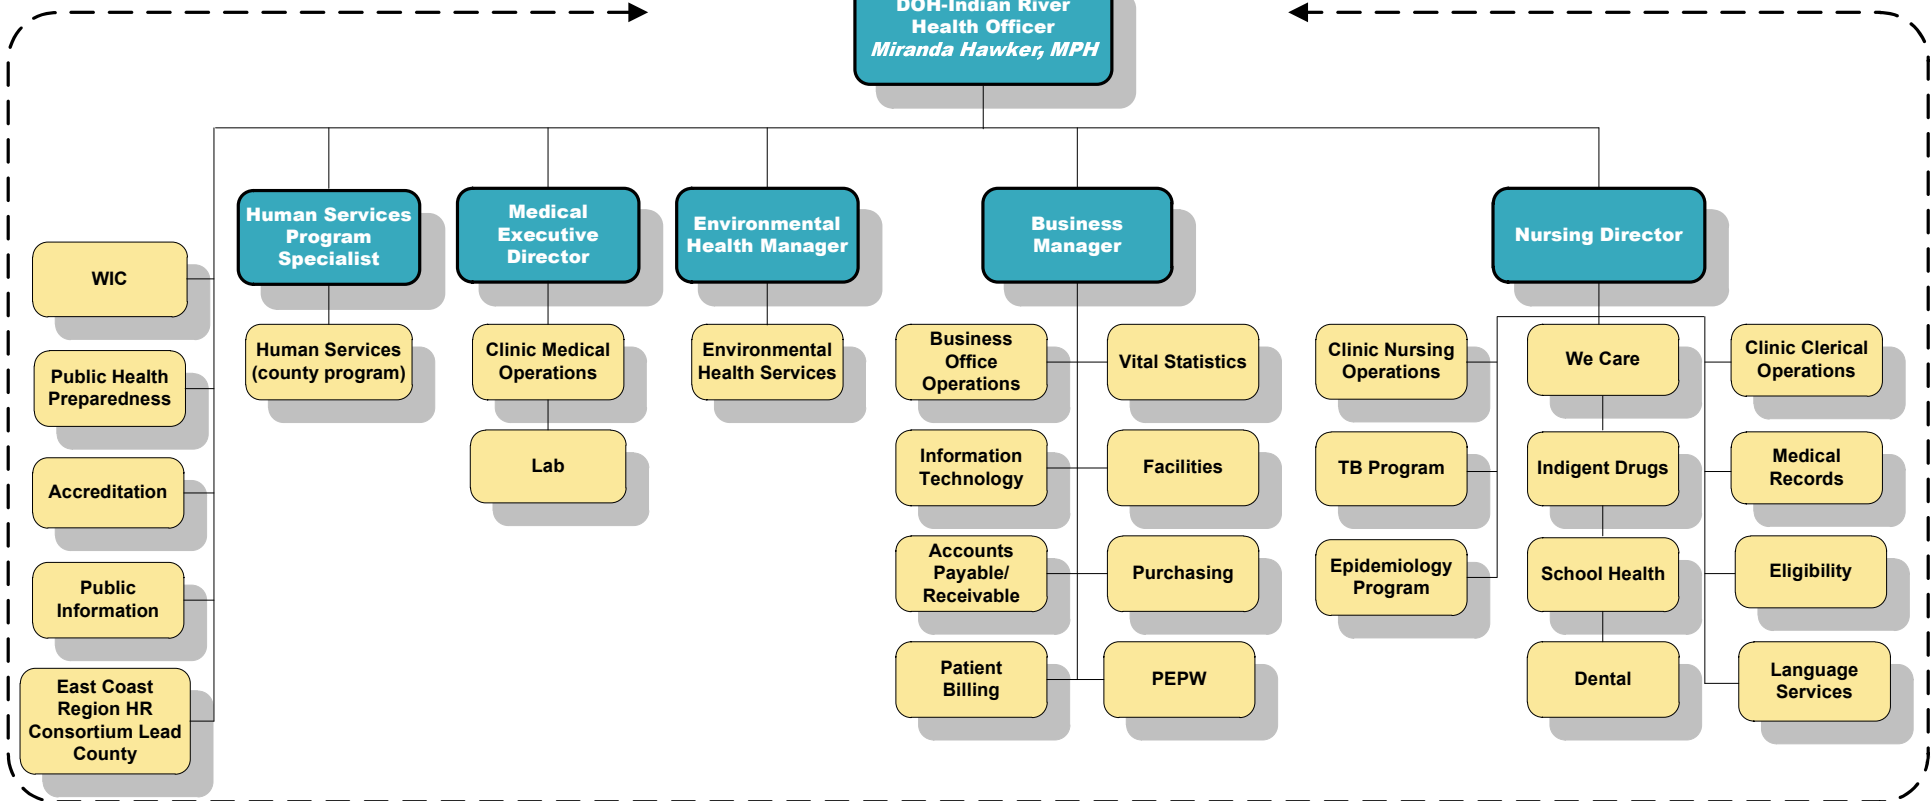 DOH-Indian River
Health Officer
Miranda Hawker, MPH
Human Services
Program
Specialist
Medical
Executive
Director
Environmental
Health Manager
Business
Manager
Nursing Director
WIC
Public Health
Preparedness
Accreditation
Public
Information
East Coast
Region HR
Consortium Lead
County
Human Services
(county program)
Clinic Medical
Operations
Lab
Environmental
Health Services
Business
Office
Operations
Vital Statistics
Information
Technology
Facilities
Accounts
Payable/
Receivable
Purchasing
Patient
Billing
PEPW
Clinic Nursing
Operations
TB Program
Epidemiology
Program
We Care
Indigent Drugs
School Health
Dental
Clinic Clerical
Operations
Medical
Records
Eligibility
Language
Services